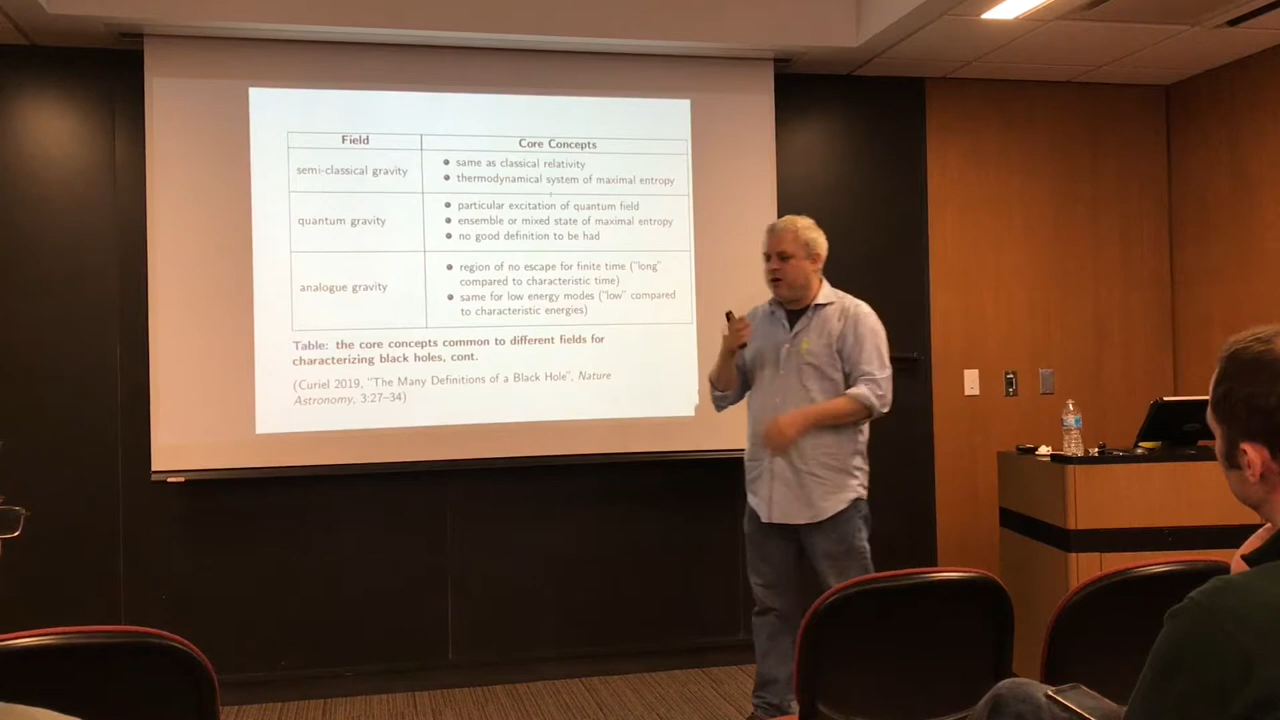 Field
Core Concepts
semi-classical gravity
● same as classical relativity
● thermodynamical system of maximal entropy
quantum gravity
● particular excitation of quantum field
● ensemble or mixed state of maximal entropy
● no good definition to be had
analogue gravity
● region of no escape for finite time ("long"
compared to characteristic time)
● same for low energy modes ("low" compared
to characteristic energies)
Table: the core concepts common to different fields for
characterizing black holes, cont.
(Curiel 2019, "The Many Definitions of a Black Hole", Nature
Astronomy, 3:27–34)